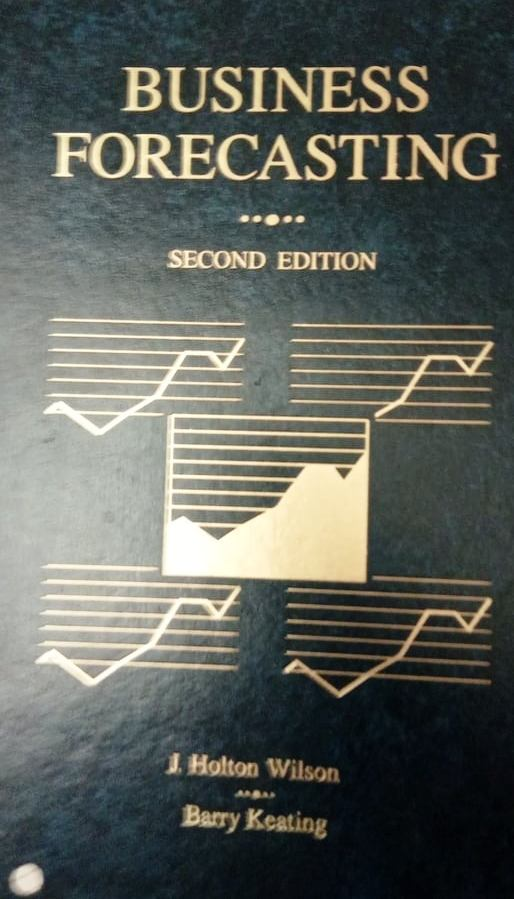 BUSINESS
FORECASTING
SECOND EDITION
J. Holton Wilson
Barry Keating